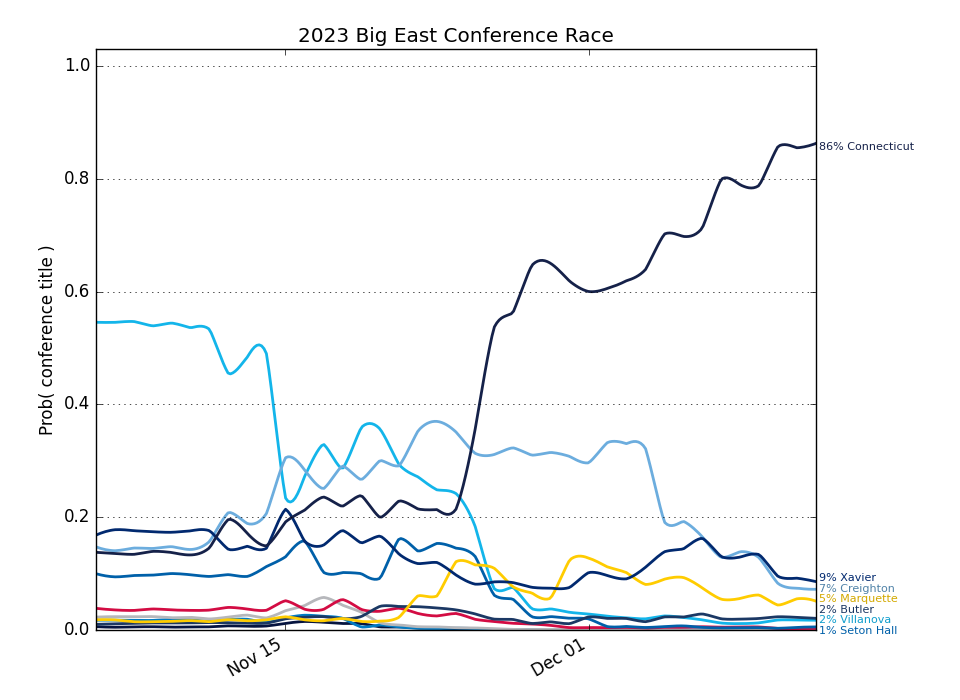 2023 Big East Conference Race
Prob( conference title )
1.0
0.8
0.6
0.4
0.2
0.0
Nov 15
Dec 01
86% Connecticut
9% Xavier
7% Creighton
5% Marquette
2% Butler
2% Villanova
1% Seton Hall